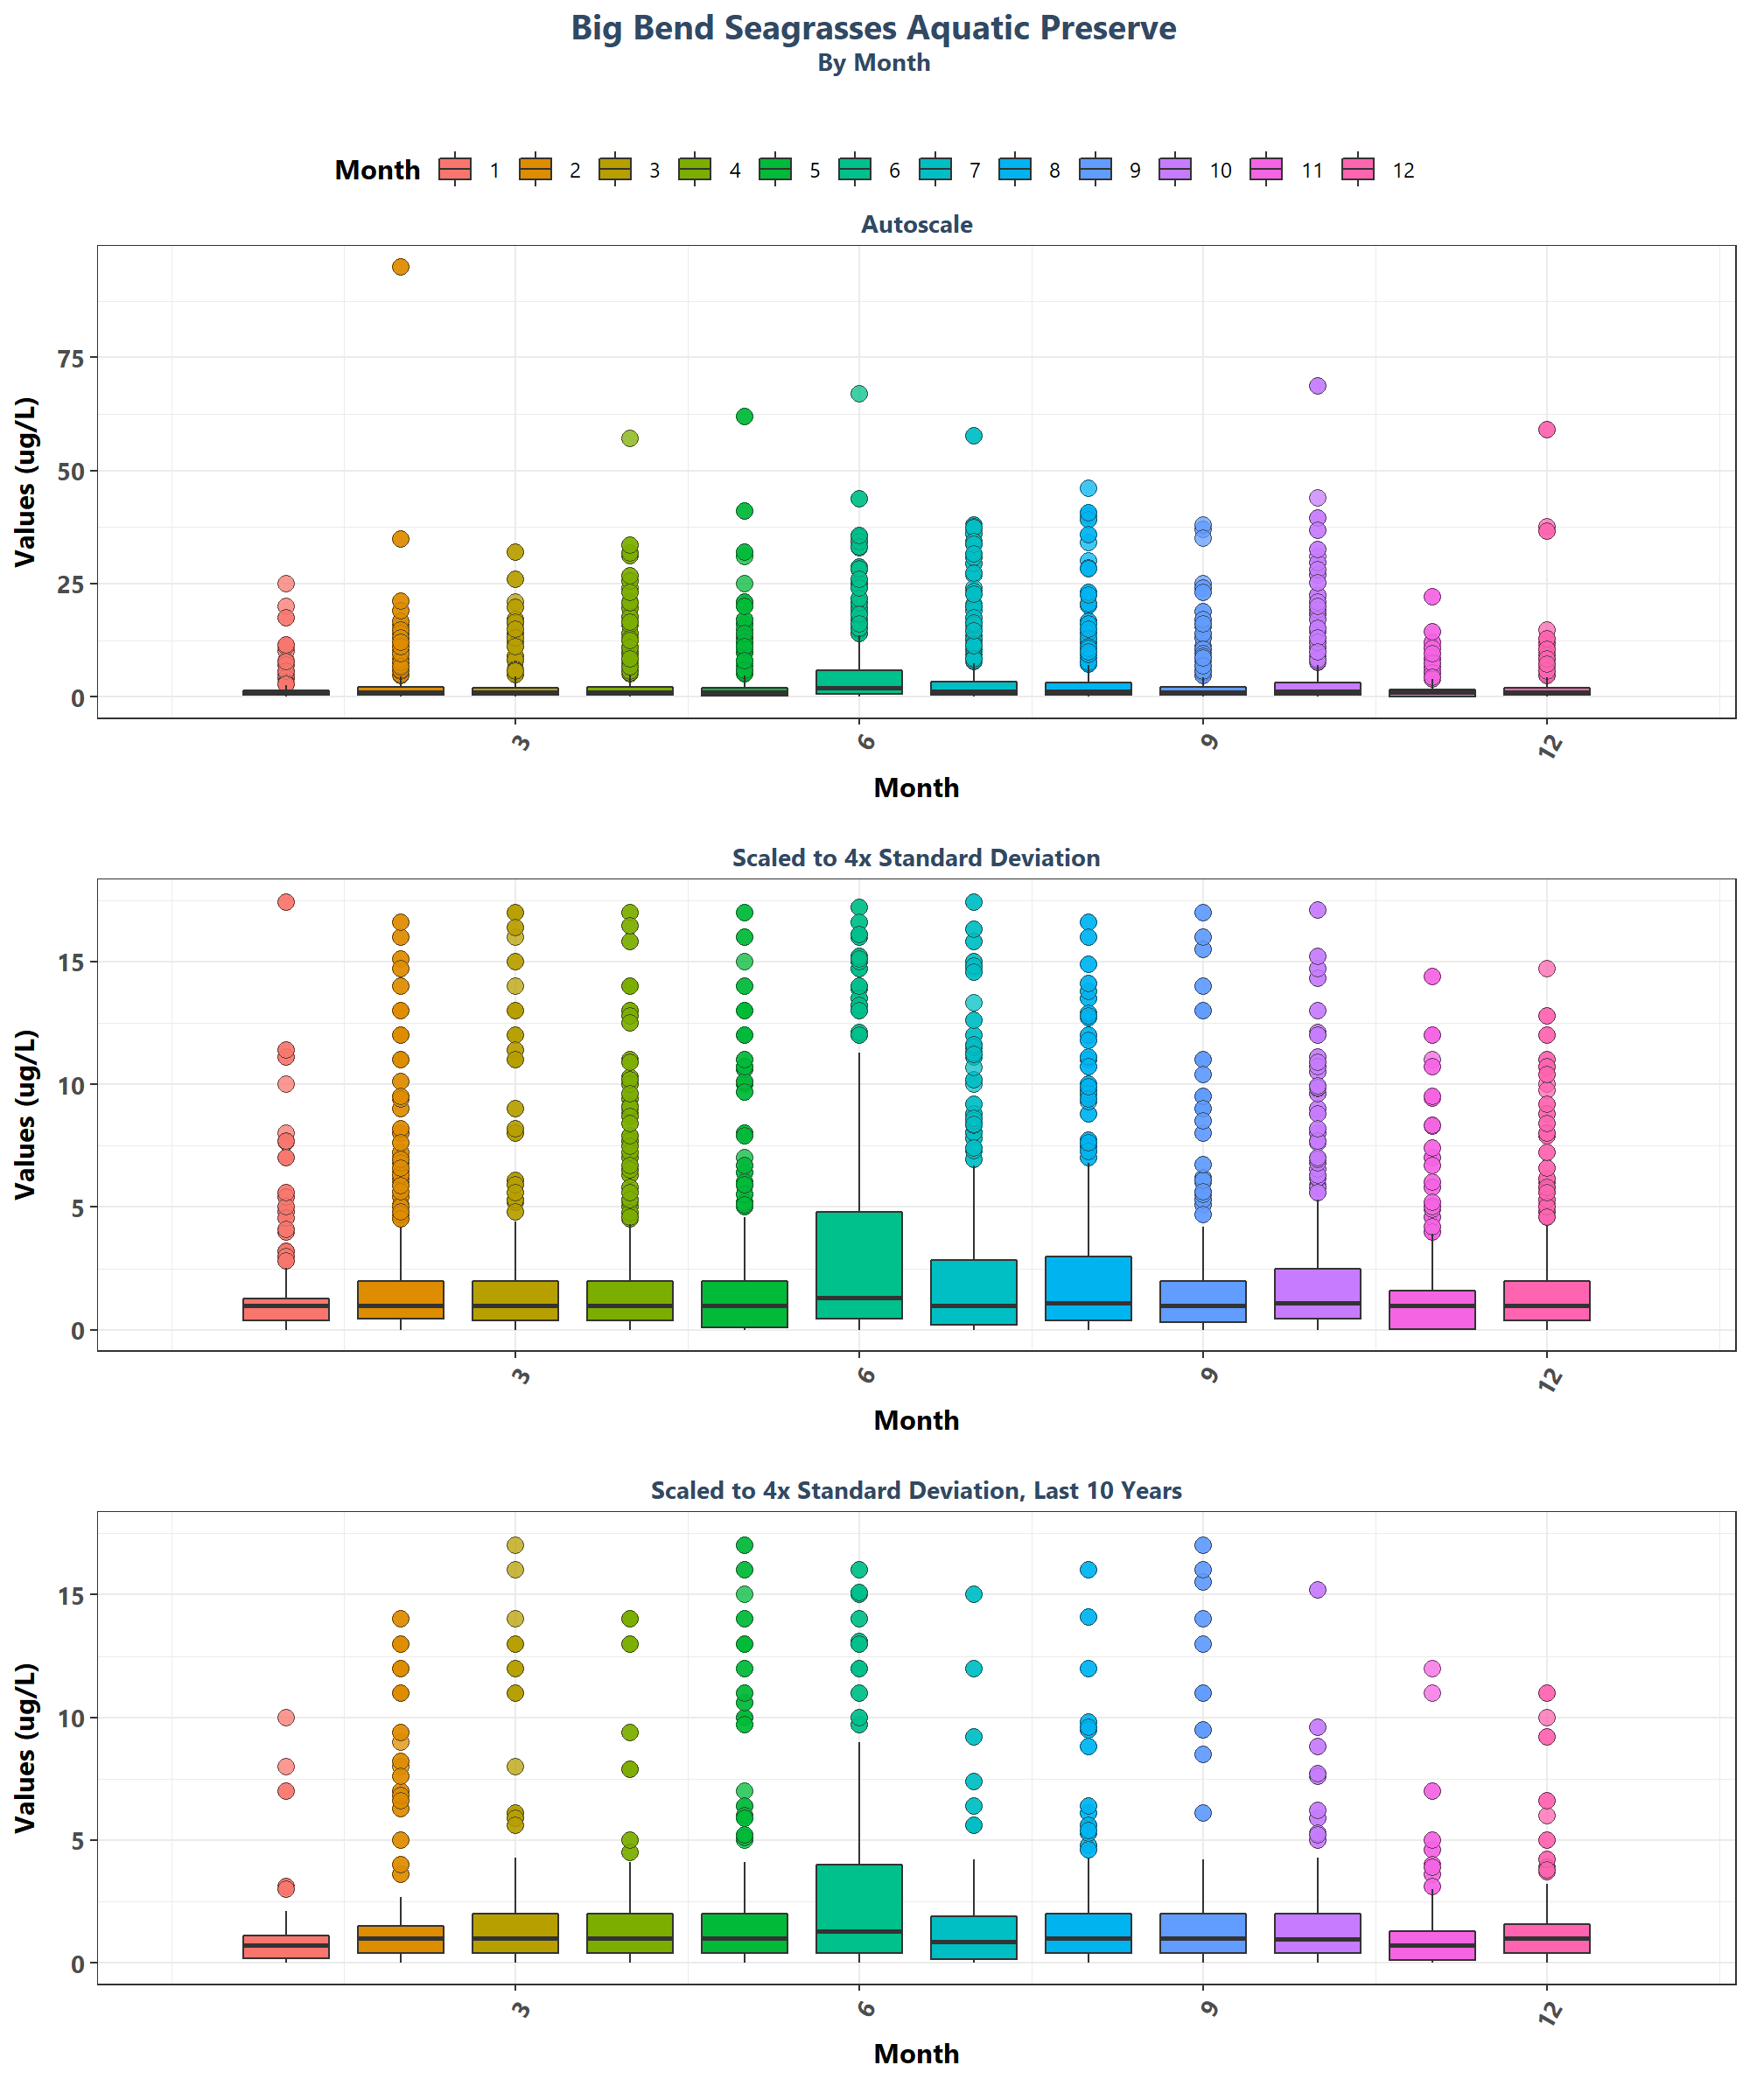 Big Bend Seagrasses Aquatic Preserve
By Month
Month 1 2 3 4 5 6 7 8 9 10 11 12
Autoscale
Values (ug/L)
75
50
25
0
3 6 9 12
Month
Scaled to 4x Standard Deviation
Values (ug/L)
15
10
5
0
3 6 9 12
Month
Scaled to 4x Standard Deviation, Last 10 Years
Values (ug/L)
15
10
5
0
3 6 9 12
Month